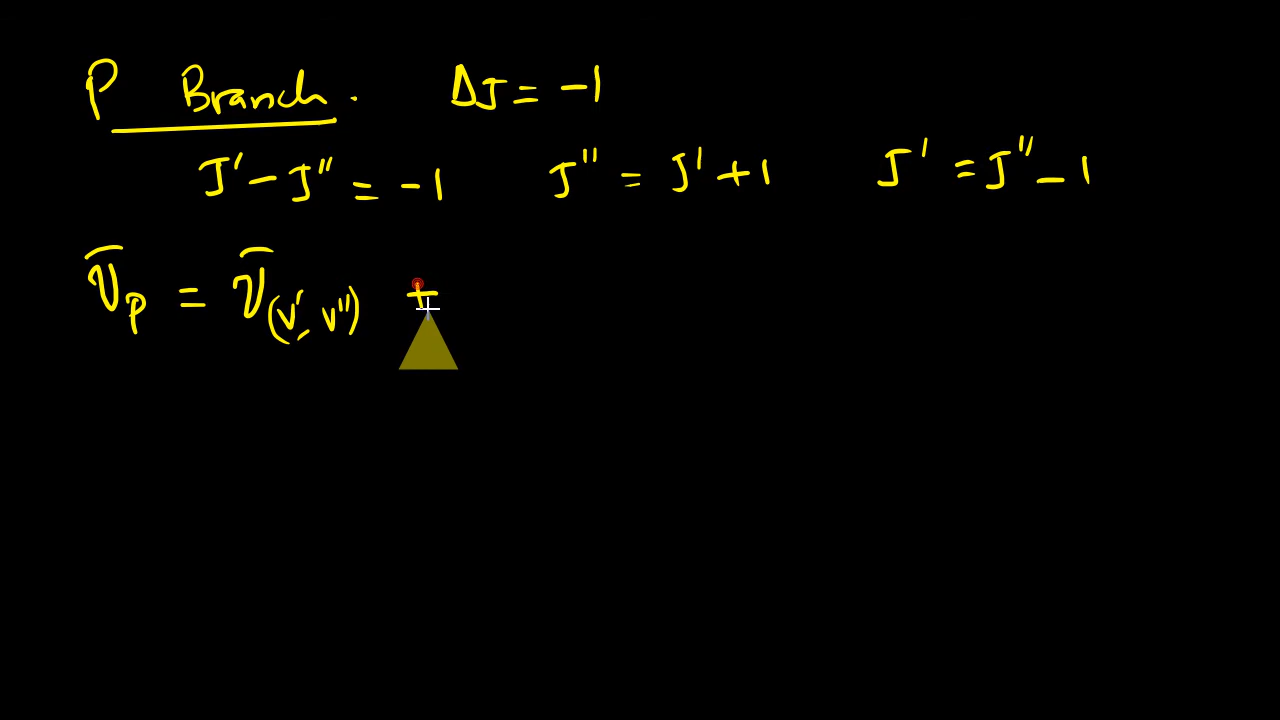 P Branch. ΔJ = -1
J' - J" = -1 J" = J' + 1 J' = J" - 1
ν̅p = ν̅(v', v") +